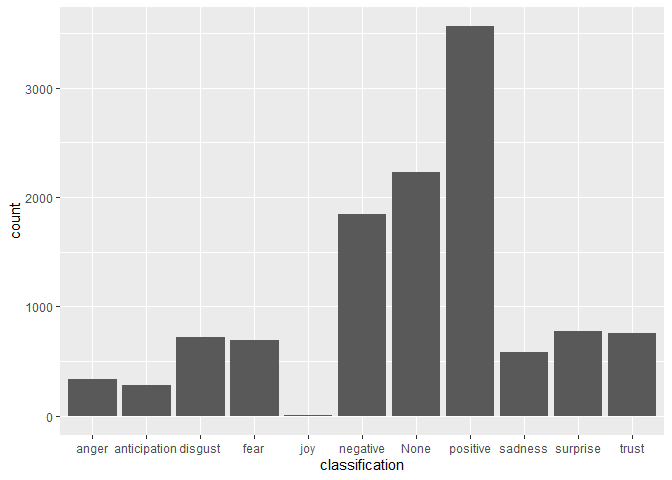 3000
2000
1000
0
count
anger anticipation disgust fear joy negative None positive sadness surprise trust
classification